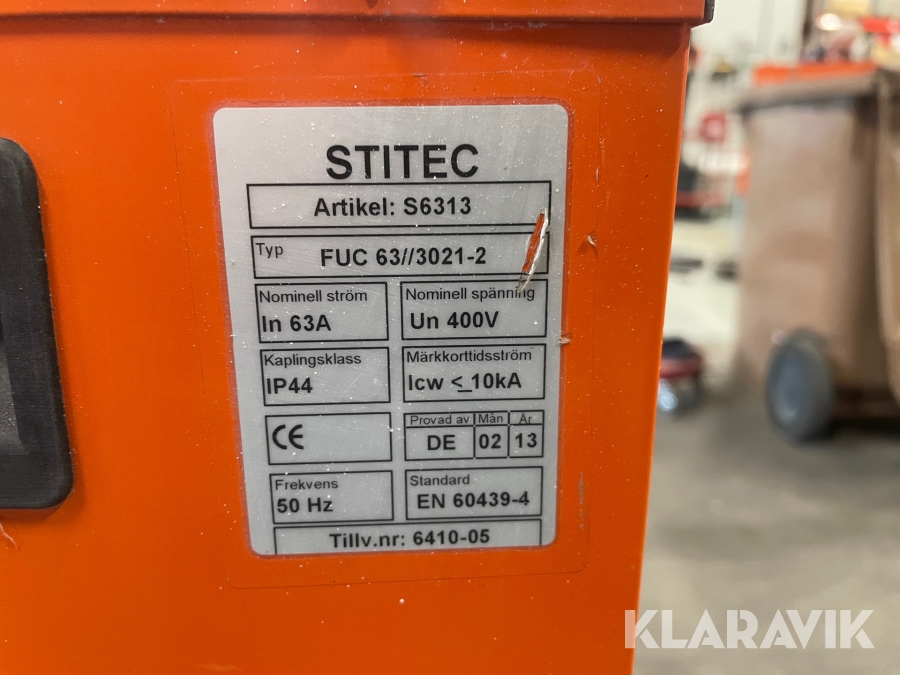 STITEC
Artikel: S6313
Typ FUC 63//3021-2
Nominell ström Nominell spänning
In 63A Un 400V
Kaplingsklass Märkkorttidsström
IP44 Icw <_10kA
CE Provad av Mån År
DE 02 13
Frekvens Standard
50 Hz EN 60439-4
Tillv.nr: 6410-05
KLARAVIK